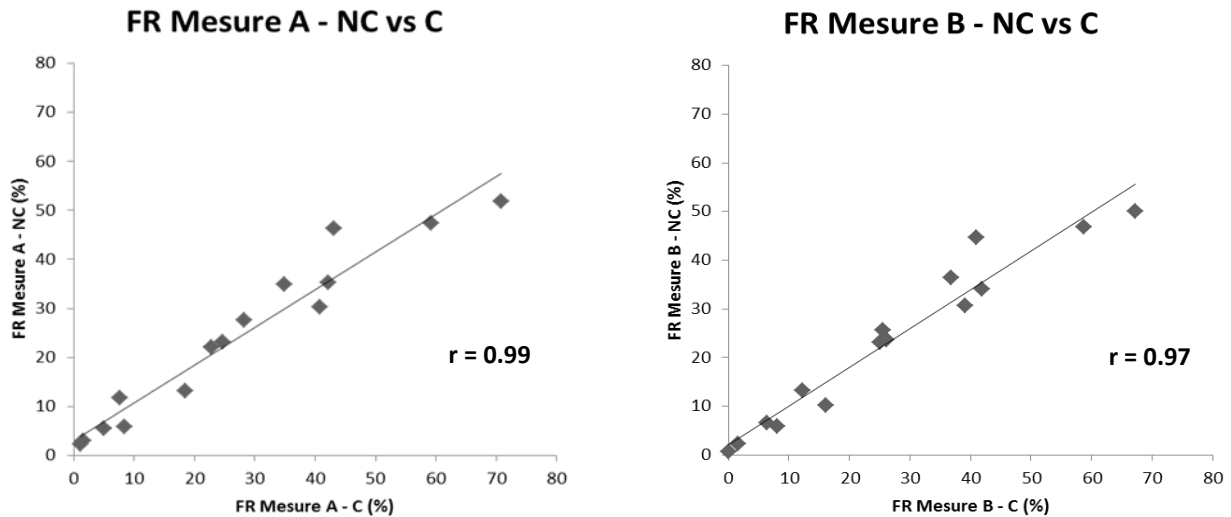 FR Mesure A - NC vs C
80
70
60
50
40
30
20
10
0
FR Mesure A - NC (%)
r = 0.99
0 10 20 30 40 50 60 70 80
FR Mesure A - C (%)
FR Mesure B - NC vs C
80
70
60
50
40
30
20
10
0
FR Mesure B - NC (%)
r = 0.97
0 10 20 30 40 50 60 70 80
FR Mesure B - C (%)